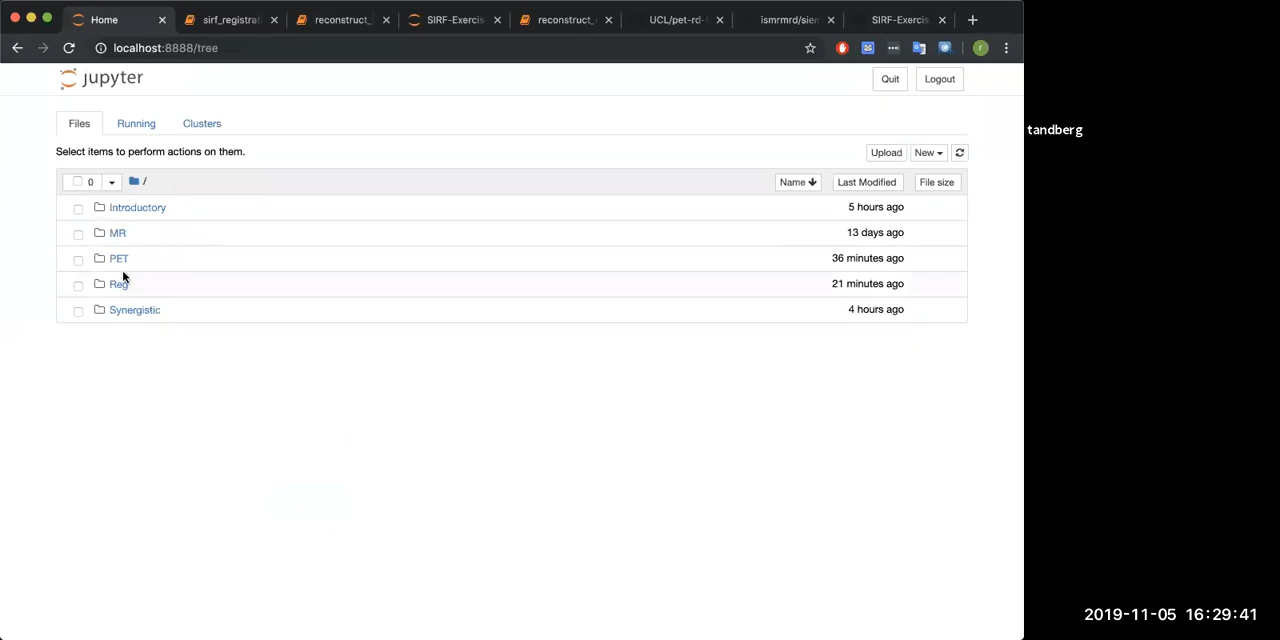 Home
sirf_registrat
reconstruct_
SIRF-Exercis
reconstruct_
UCL/pet-rd-
ismrmrd/sien
SIRF-Exercis
localhost:8888/tree
r
jupyter
Quit
Logout
Files
Running
Clusters
Select items to perform actions on them.
Upload
New
0
/
Name
Last Modified
File size
Introductory
5 hours ago
MR
13 days ago
PET
36 minutes ago
Reg
21 minutes ago
Synergistic
4 hours ago
tandberg
2019-11-05 16:29:41